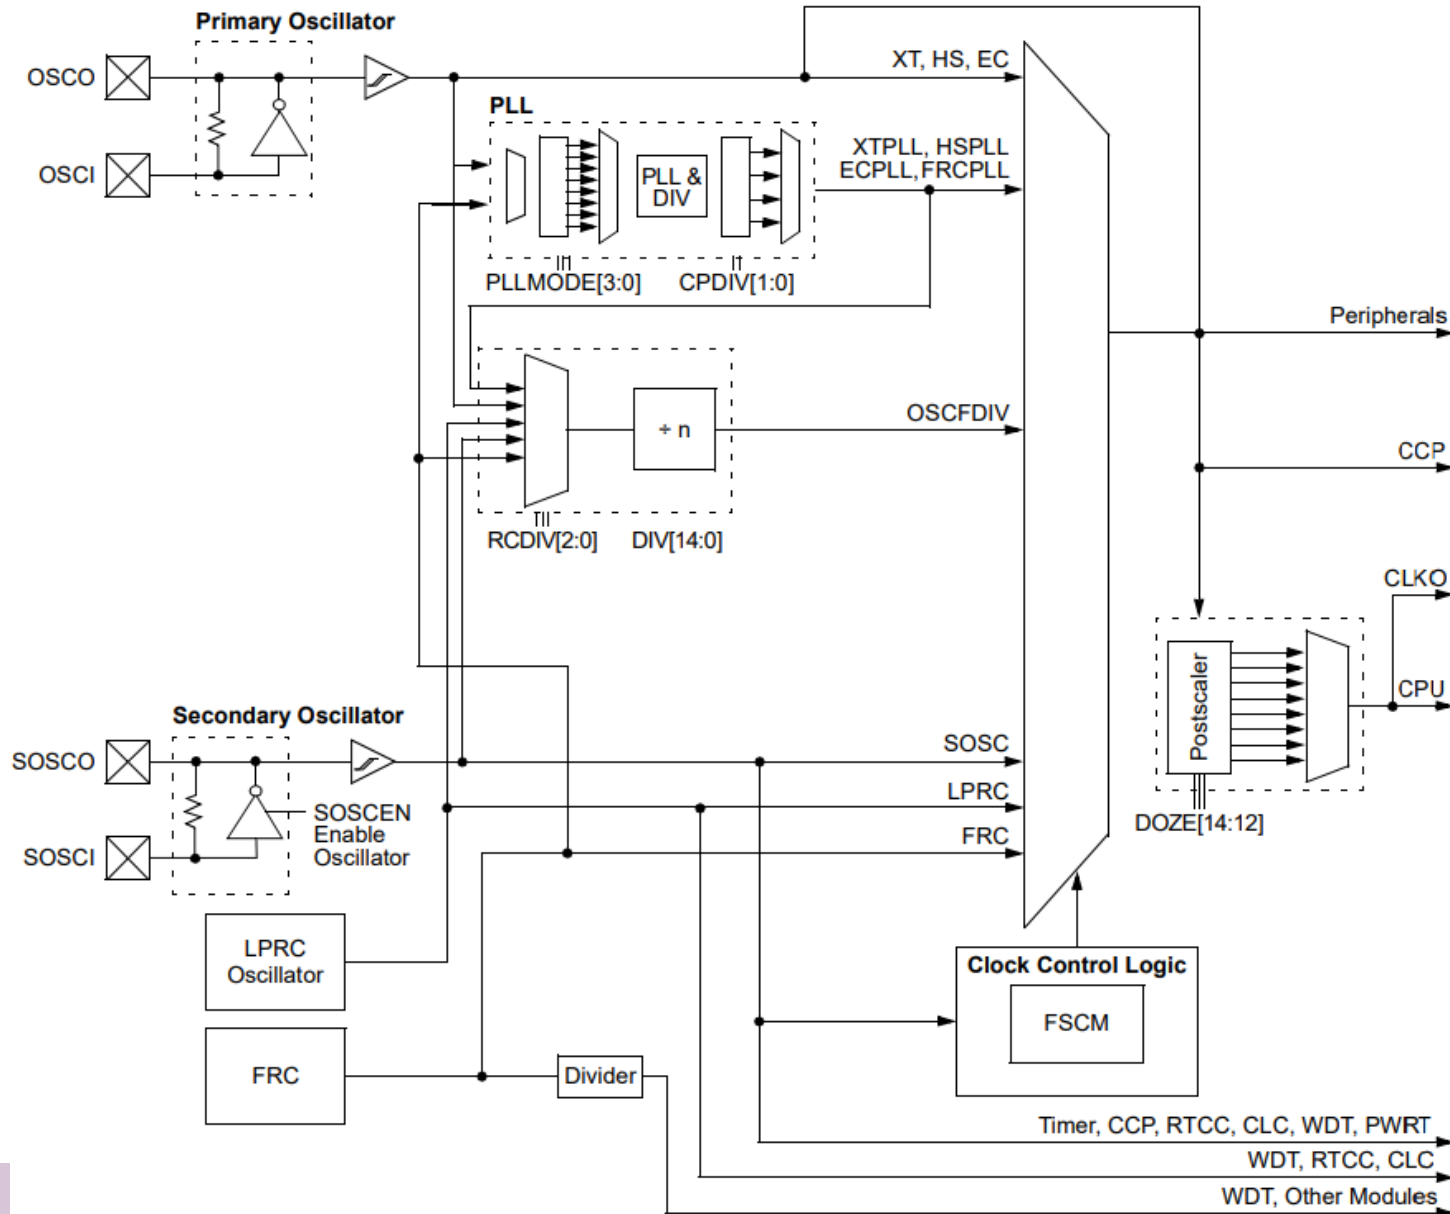 Primary Oscillator
OSCO
XT, HS, EC
PLL
XTPLL, HSPLL
ECPLL, FRCPLL
OSCI
PLL &
DIV
PLLMODE[3:0]
CPDIV[1:0]
Peripherals
OSCFDIV
÷ n
CCP
RCDIV[2:0]
DIV[14:0]
CLKO
Postscaler
CPU
Secondary Oscillator
SOSCO
SOSC
LPRC
SOSCEN
Enable
Oscillator
DOZE[14:12]
FRC
SOSCI
LPRC
Oscillator
Clock Control Logic
FSCM
FRC
Divider
Timer, CCP, RTCC, CLC, WDT, PWRT
WDT, RTCC, CLC
WDT, Other Modules